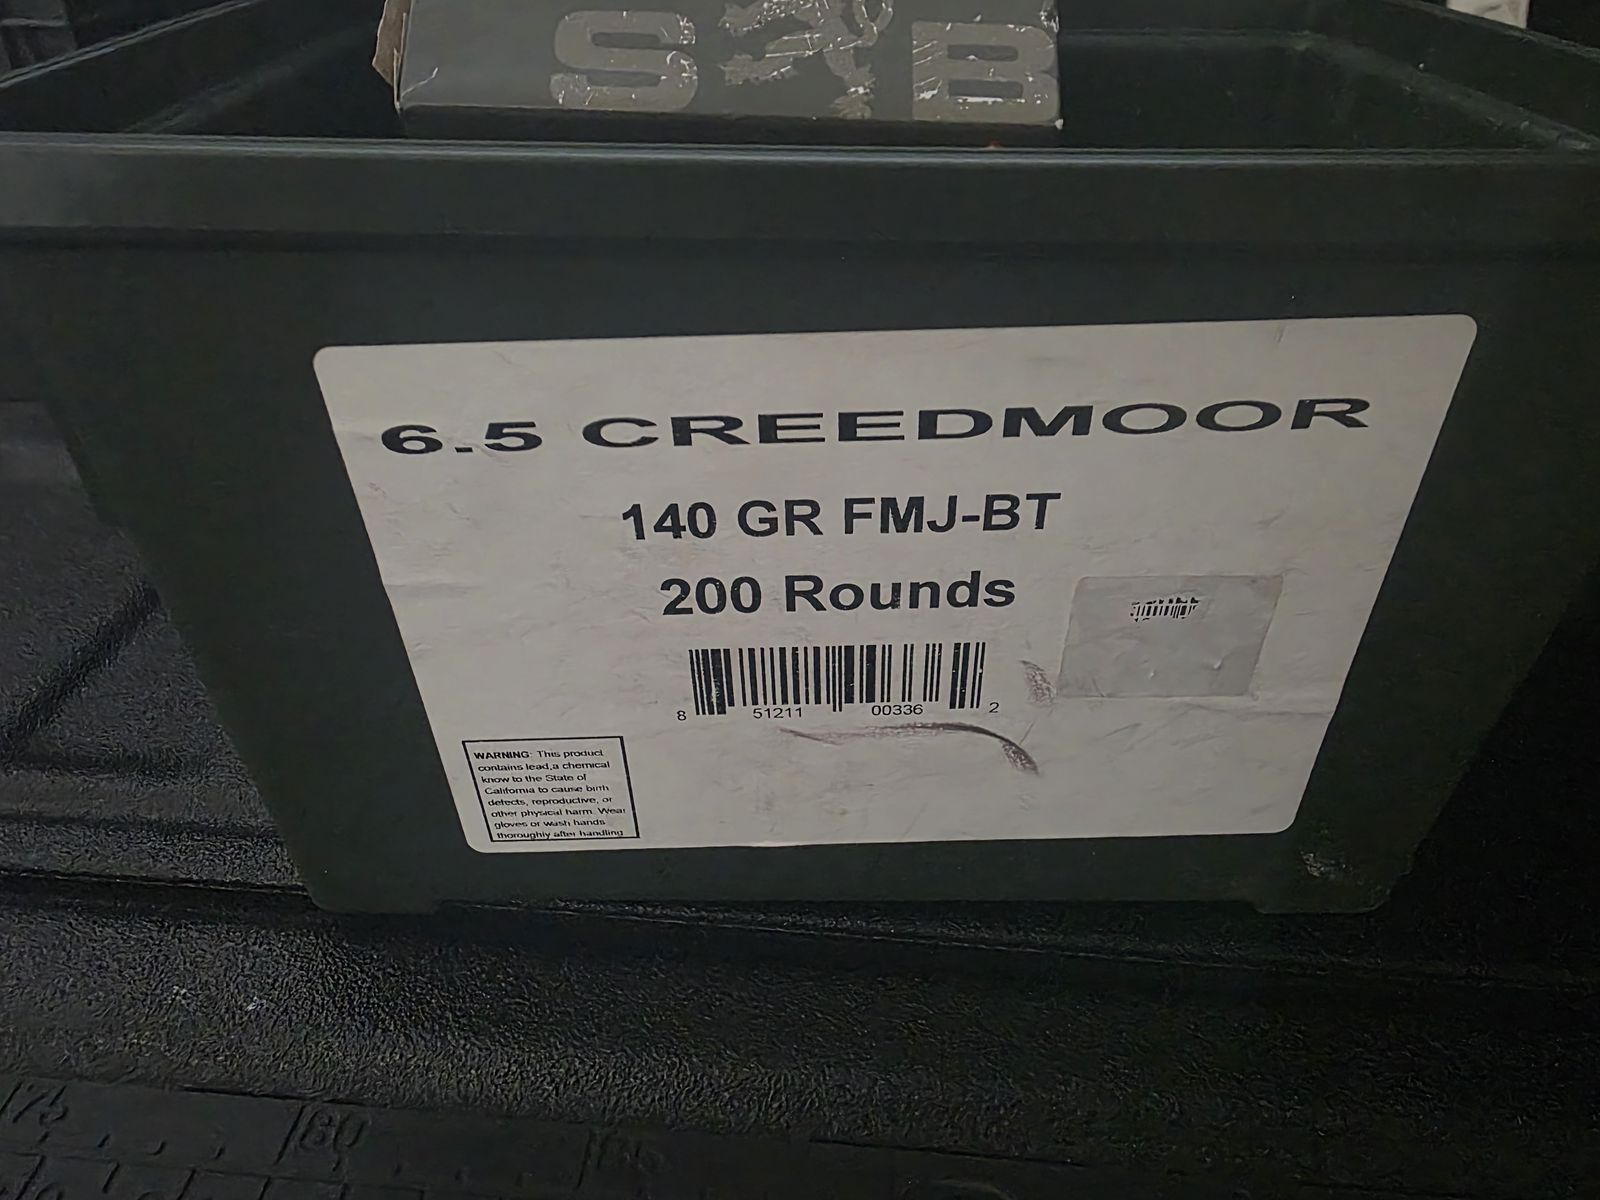 S B
6.5 CREEDMOOR
140 GR FMJ-BT
200 Rounds
8 51211 00336 2
WARNING: This product
contains lead,a chemical
know to the State of
California to cause birth
defects, reproductive, or
other physical harm. Wear
gloves or wash hands
thoroughly after handling
80